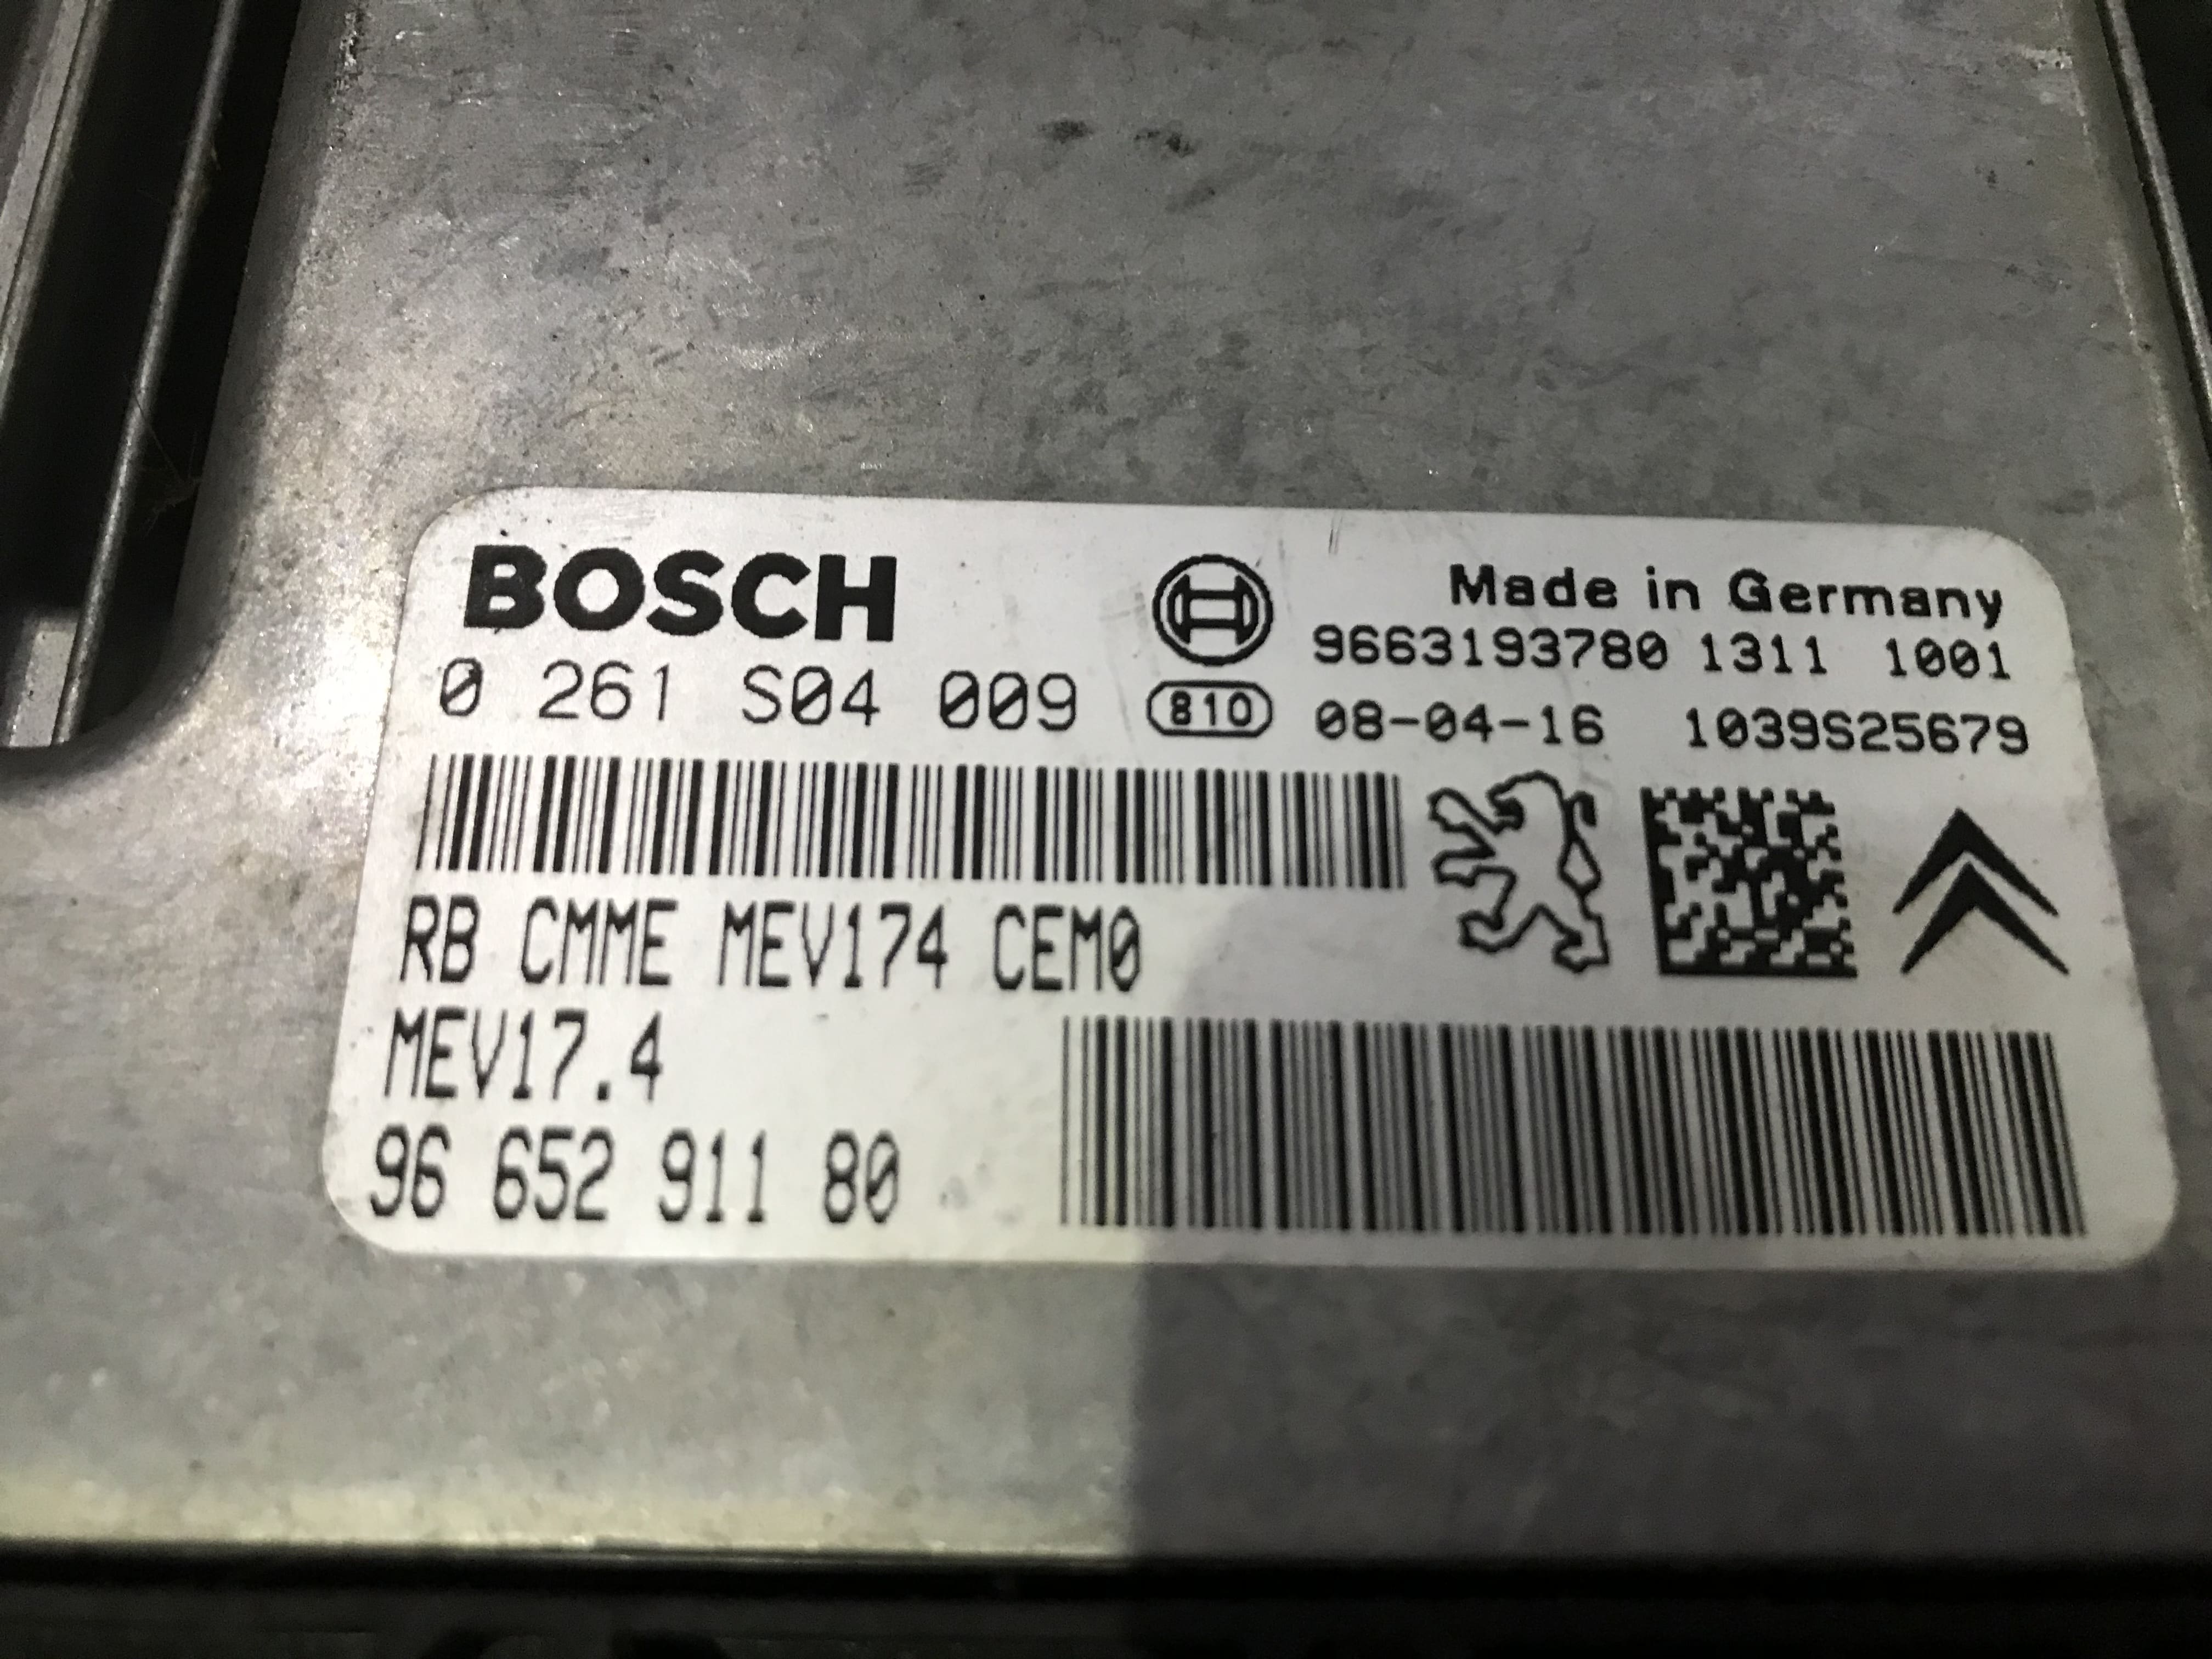 BOSCH
Made in Germany
9663193780 1311 1001
0 261 S04 009
810
08-04-16 1039S25679
RB CMME MEV174 CEM0
MEV17.4
96 652 911 80